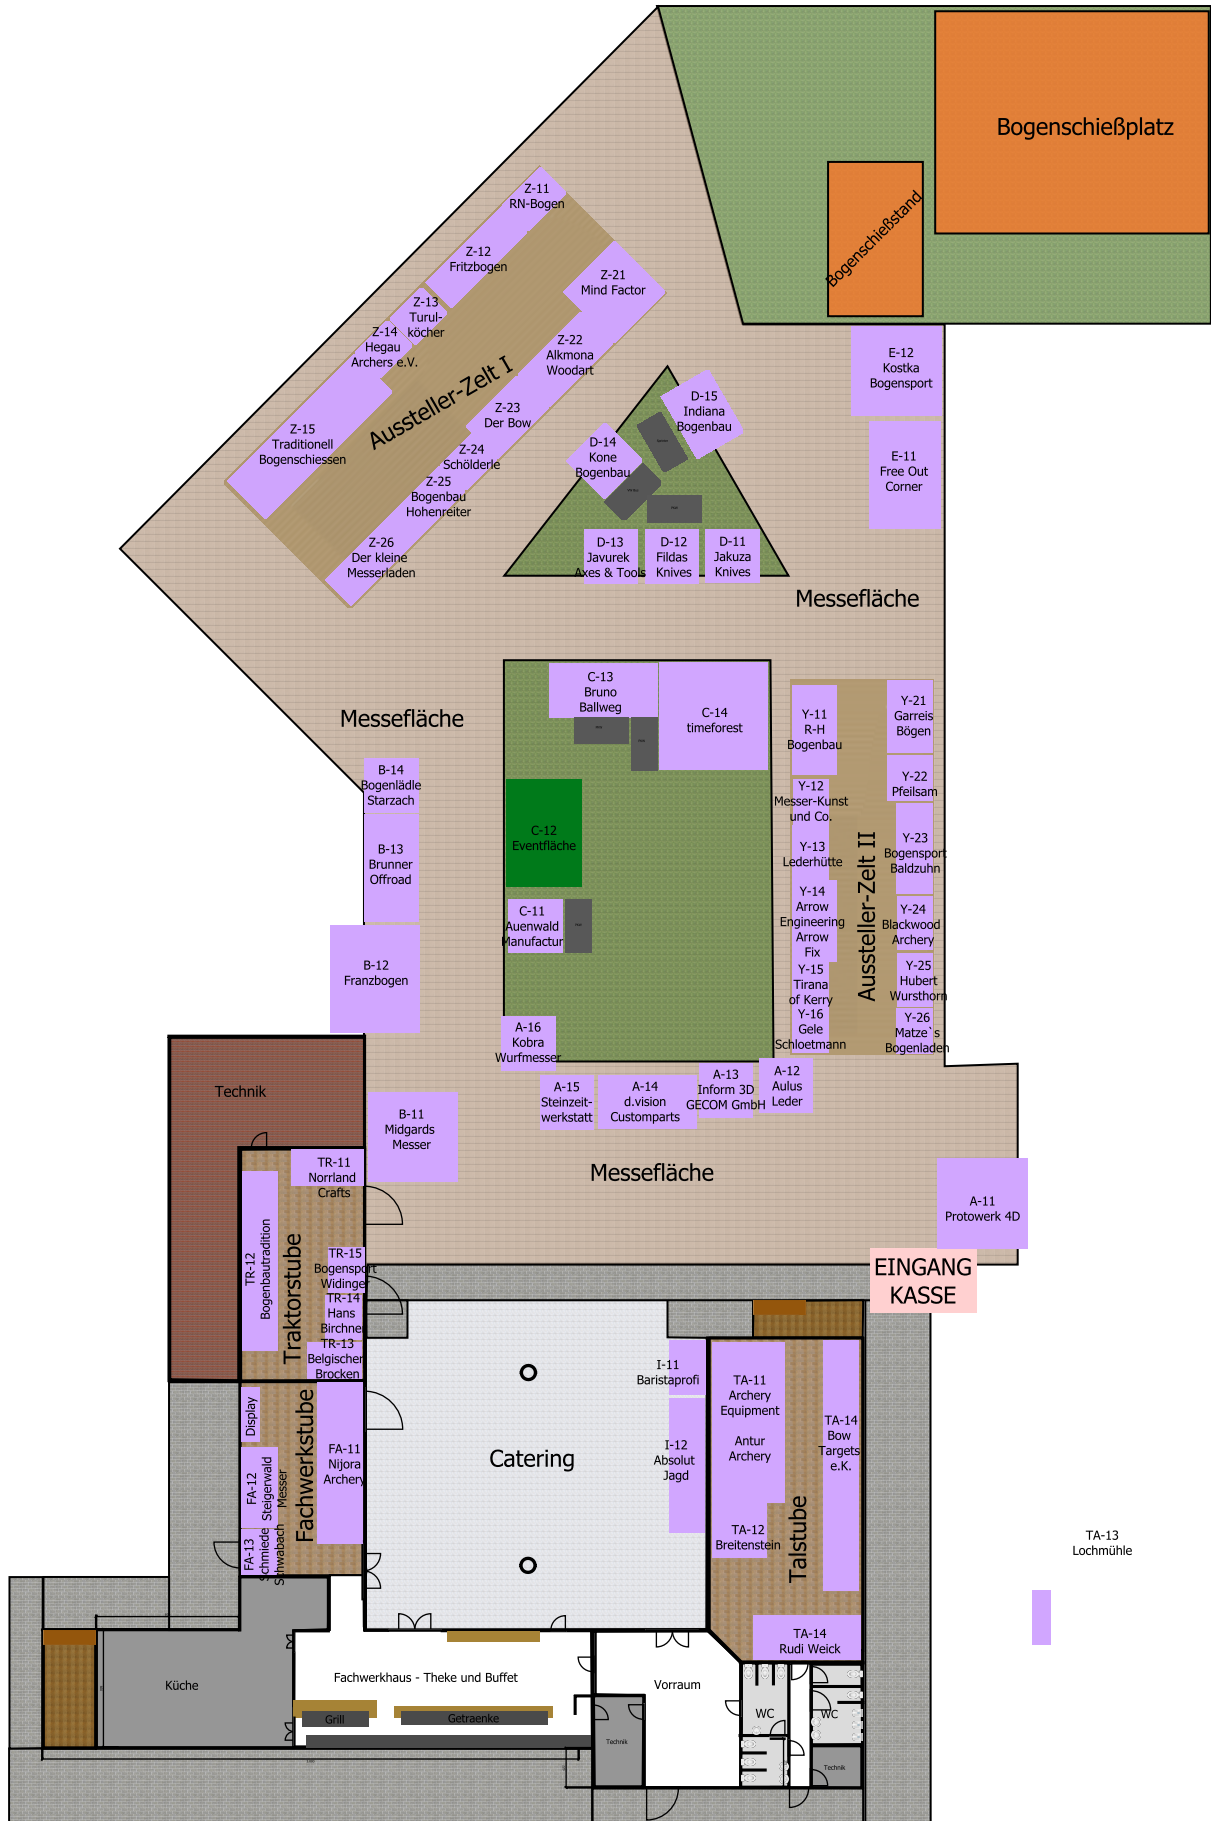 Bogenschießplatz
Bogenschießstand
Z-11
RN-Bogen
Z-12
Fritzbogen
Z-13
Turul-
köcher
Z-14
Hegau
Archers e.V.
Z-15
Traditionell
Bogenschiessen
Aussteller-Zelt I
Z-21
Mind Factor
Z-22
Alkmona
Woodart
Z-23
Der Bow
Z-24
Schölderle
Z-25
Bogenbau
Hohenreiter
Z-26
Der kleine
Messerladen
D-15
Indiana
Bogenbau
D-14
Kone
Bogenbau
D-13
Javurek
Axes & Tools
D-12
Fildas
Knives
D-11
Jakuza
Knives
E-12
Kostka
Bogensport
E-11
Free Out
Corner
Messefläche
Messefläche
C-13
Bruno
Ballweg
C-14
timeforest
C-12
Eventfläche
C-11
Auenwald
Manufactur
B-14
Bogenlädle
Starzach
B-13
Brunner
Offroad
B-12
Franzbogen
Y-11
R-H
Bogenbau
Y-12
Messer-Kunst
und Co.
Y-13
Lederhütte
Y-14
Arrow
Engineering
Arrow
Fix
Y-15
Tirana
of Kerry
Y-16
Gele
Schloetmann
Aussteller-Zelt II
Y-21
Garreis
Bögen
Y-22
Pfeilsam
Y-23
Bogensport
Baldzuhn
Y-24
Blackwood
Archery
Y-25
Hubert
Wursthorn
Y-26
Matze`s
Bogenladen
A-16
Kobra
Wurfmesser
A-15
Steinzeit-
werkstatt
A-14
d.vision
Customparts
A-13
Inform 3D
GECOM GmbH
A-12
Aulus
Leder
Technik
B-11
Midgards
Messer
Messefläche
A-11
Protowerk 4D
EINGANG
KASSE
TR-11
Norrland
Crafts
TR-12
Bogenbautradition
Traktorstube
TR-15
Bogensport
Widinger
TR-14
Hans
Birchner
TR-13
Belgischer
Brocken
Display
FA-12
Steigerwald
Messer
FA-13
Schmiede
Schwabach
Fachwerkstube
FA-11
Nijora
Archery
Catering
I-11
Baristaprofi
I-12
Absolut
Jagd
TA-11
Archery
Equipment
Antur
Archery
TA-12
Breitenstein
Talstube
TA-14
Bow
Targets
e.K.
TA-14
Rudi Weick
TA-13
Lochmühle
Küche
Fachwerkhaus - Theke und Buffet
Grill
Getraenke
Vorraum
Technik
WC
WC
Technik